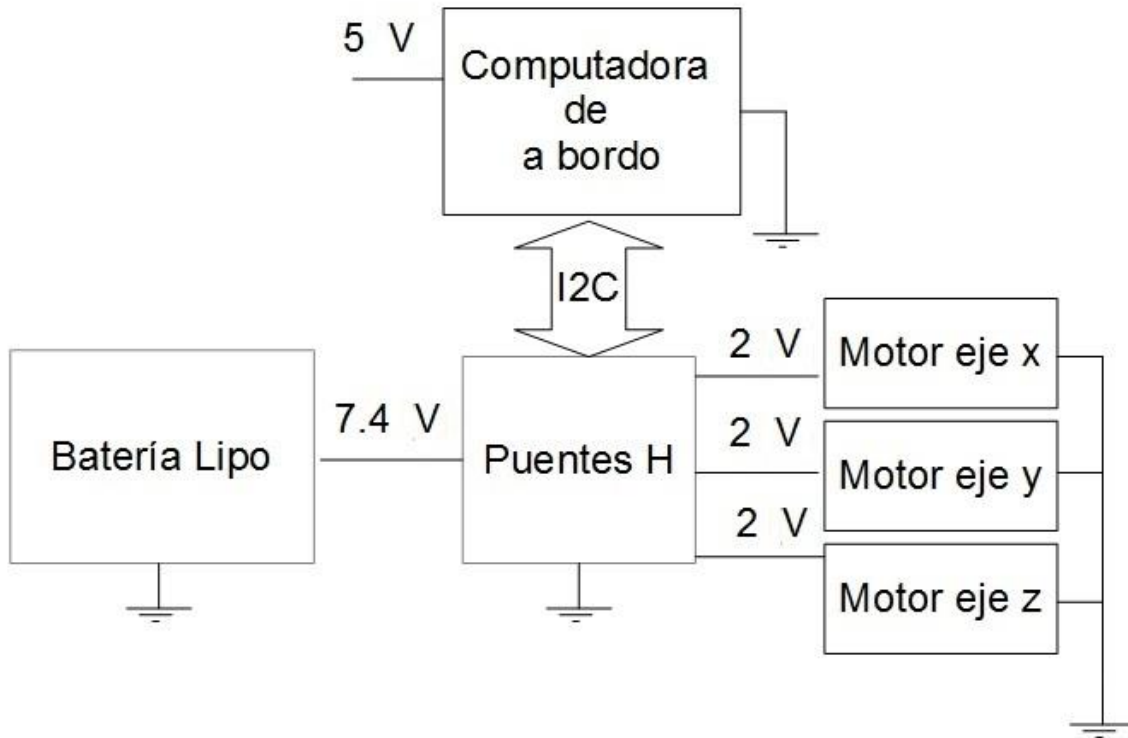 5 V
Computadora
de
a bordo
I2C
Batería Lipo
7.4 V
Puentes H
2 V
Motor eje x
2 V
Motor eje y
2 V
Motor eje z